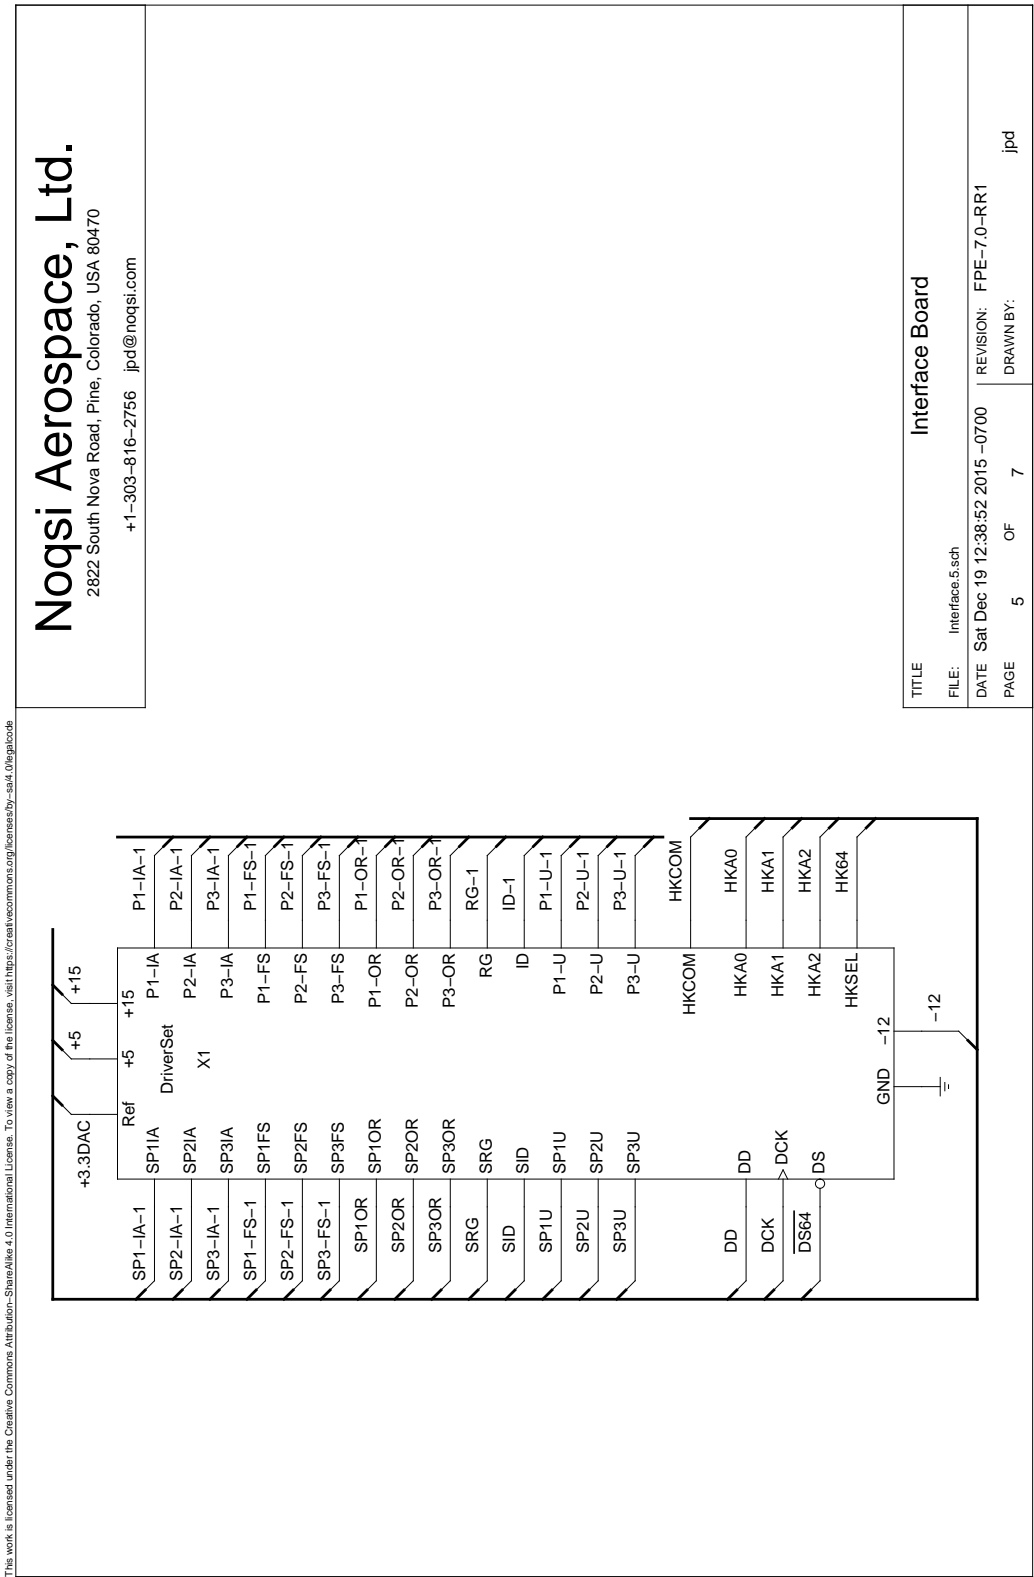 This work is licensed under the Creative Commons Attribution−ShareAlike 4.0 International License. To view a copy of the license, visit https://creativecommons.org/licenses/by−sa/4.0/legalcode
Noqsi Aerospace, Ltd.
2822 South Nova Road, Pine, Colorado, USA 80470
+1−303−816−2756 jpd@noqsi.com
+3.3DAC
+5
+15
Ref
+5
+15
DriverSet
X1
SP1−IA−1 SP1IA P1−IA P1−IA−1
SP2−IA−1 SP2IA P2−IA P2−IA−1
SP3−IA−1 SP3IA P3−IA P3−IA−1
SP1−FS−1 SP1FS P1−FS P1−FS−1
SP2−FS−1 SP2FS P2−FS P2−FS−1
SP3−FS−1 SP3FS P3−FS P3−FS−1
SP1OR SP1OR P1−OR P1−OR−1
SP2OR SP2OR P2−OR P2−OR−1
SP3OR SP3OR P3−OR P3−OR−1
SRG SRG RG RG−1
SID SID ID ID−1
SP1U SP1U P1−U P1−U−1
SP2U SP2U P2−U P2−U−1
SP3U SP3U P3−U P3−U−1
HKCOM HKCOM
DD DD HKA0 HKA0
DCK DCK HKA1 HKA1
DS64 DS HKA2 HKA2
HKSEL HK64
GND −12
−12
TITLE
Interface Board
FILE: Interface.5.sch
DATE Sat Dec 19 12:38:52 2015 −0700 REVISION: FPE−7.0−RR1
PAGE 5 OF 7 DRAWN BY: jpd